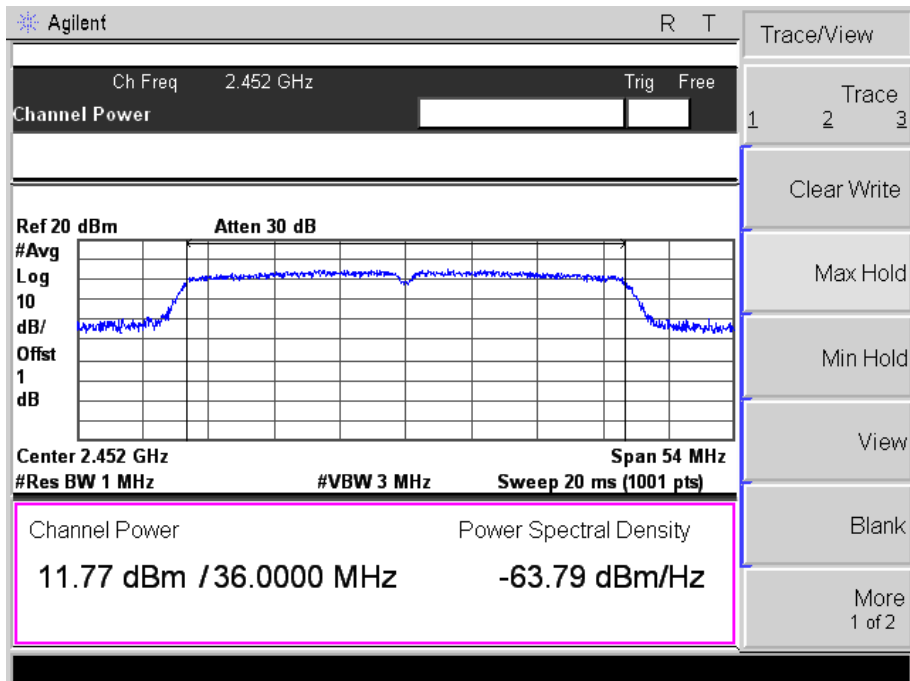 Agilent R T
Ch Freq 2.452 GHz Trig Free
Channel Power
Ref 20 dBm Atten 30 dB
#Avg
Log
10
dB/
Offst
1
dB
Center 2.452 GHz Span 54 MHz
#Res BW 1 MHz #VBW 3 MHz Sweep 20 ms (1001 pts)
Channel Power Power Spectral Density
11.77 dBm / 36.0000 MHz -63.79 dBm/Hz
Trace/View
Trace
1 2 3
Clear Write
Max Hold
Min Hold
View
Blank
More
1 of 2